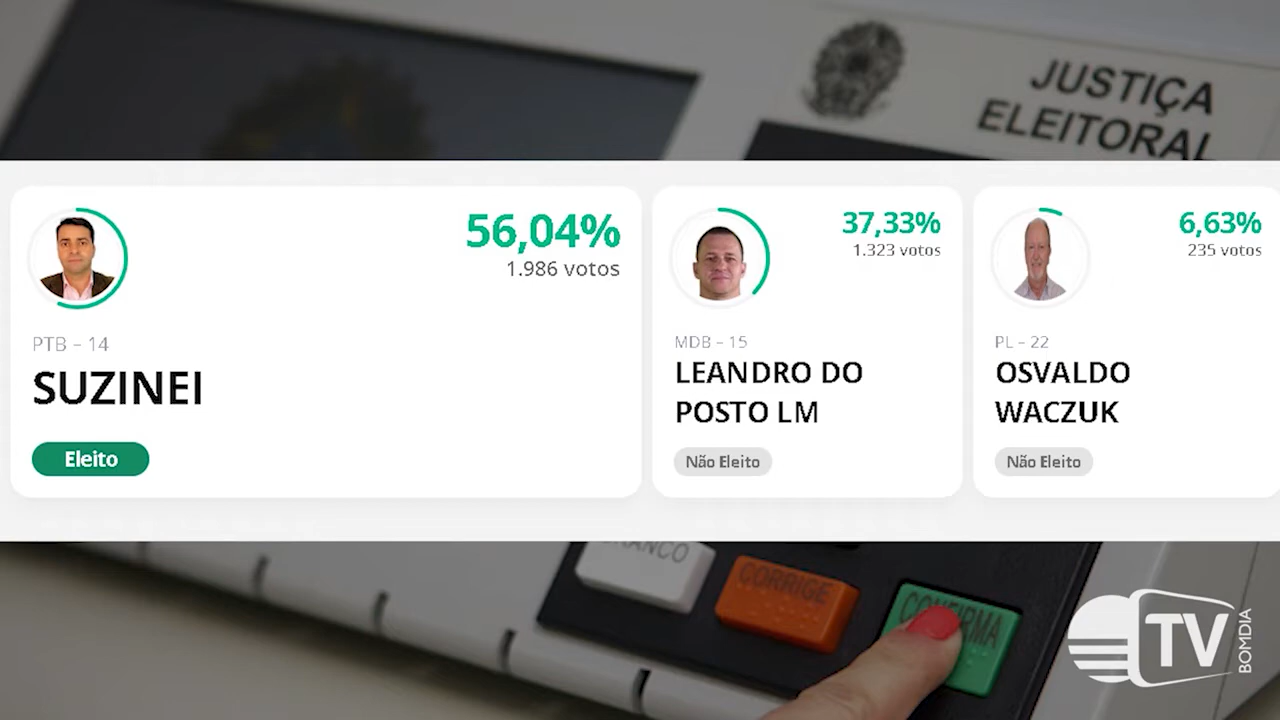 JUSTIÇA
ELEITORAL
56,04%
1.986 votos
PTB – 14
SUZINEI
Eleito
37,33%
1.323 votos
MDB – 15
LEANDRO DO
POSTO LM
Não Eleito
6,63%
235 votos
PL – 22
OSVALDO
WACZUK
Não Eleito
BRANCO
CORRIGE
CONFIRMA
TV
BOMDIA